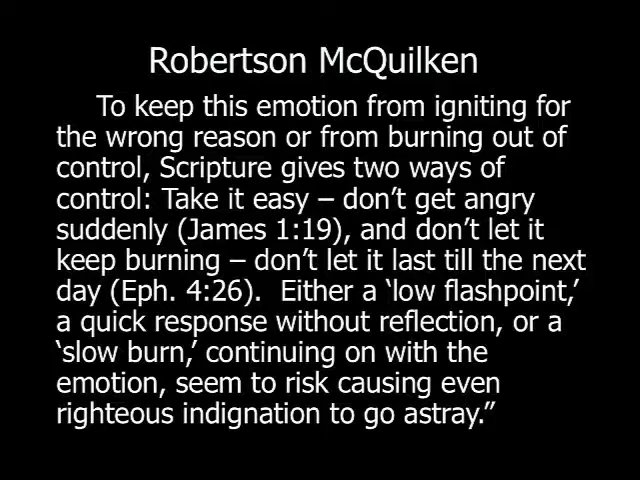 Robertson McQuilken
To keep this emotion from igniting for
the wrong reason or from burning out of
control, Scripture gives two ways of
control: Take it easy – don’t get angry
suddenly (James 1:19), and don’t let it
keep burning – don’t let it last till the next
day (Eph. 4:26).  Either a ‘low flashpoint,’
a quick response without reflection, or a
‘slow burn,’ continuing on with the
emotion, seem to risk causing even
righteous indignation to go astray.”